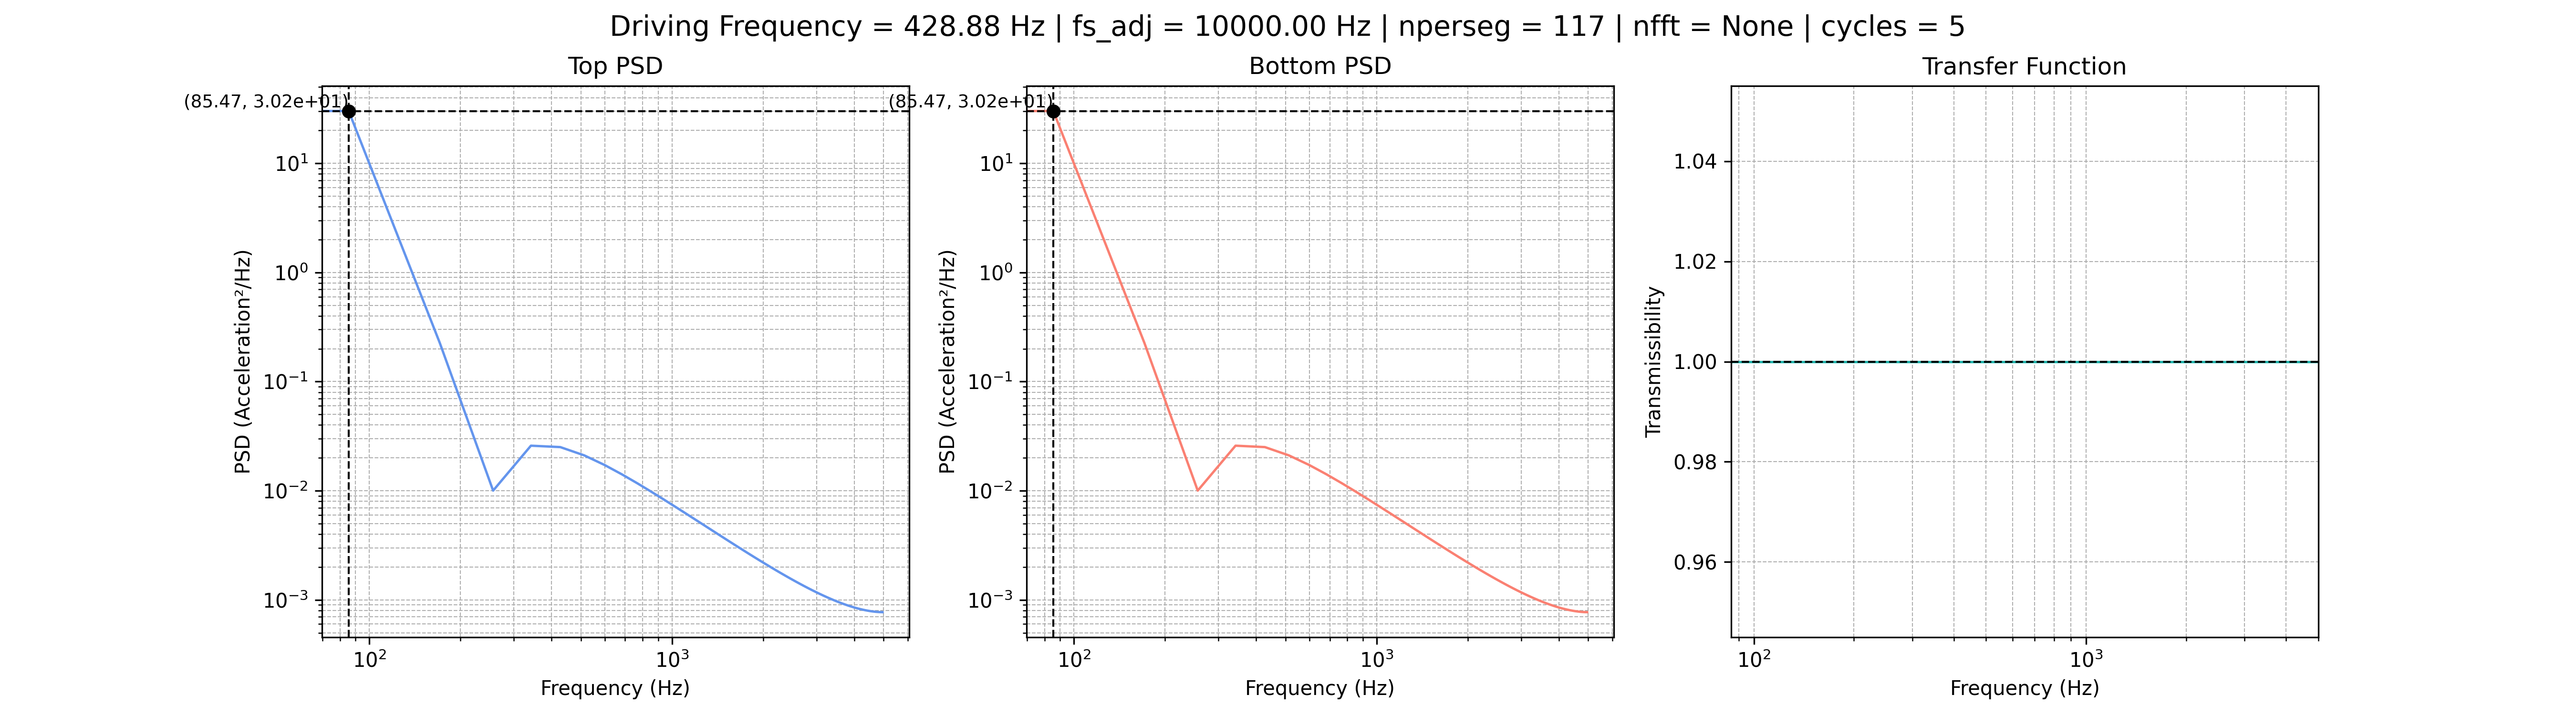 Driving Frequency = 428.88 Hz | fs_adj = 10000.00 Hz | nperseg = 117 | nfft = None | cycles = 5
Top PSD
(85.47, 3.02e+01)
PSD (Acceleration²/Hz)
10¹
10⁰
10⁻¹
10⁻²
10⁻³
10²
10³
Frequency (Hz)
Bottom PSD
(85.47, 3.02e+01)
PSD (Acceleration²/Hz)
10¹
10⁰
10⁻¹
10⁻²
10⁻³
10²
10³
Frequency (Hz)
Transfer Function
Transmissibility
1.04
1.02
1.00
0.98
0.96
10²
10³
Frequency (Hz)